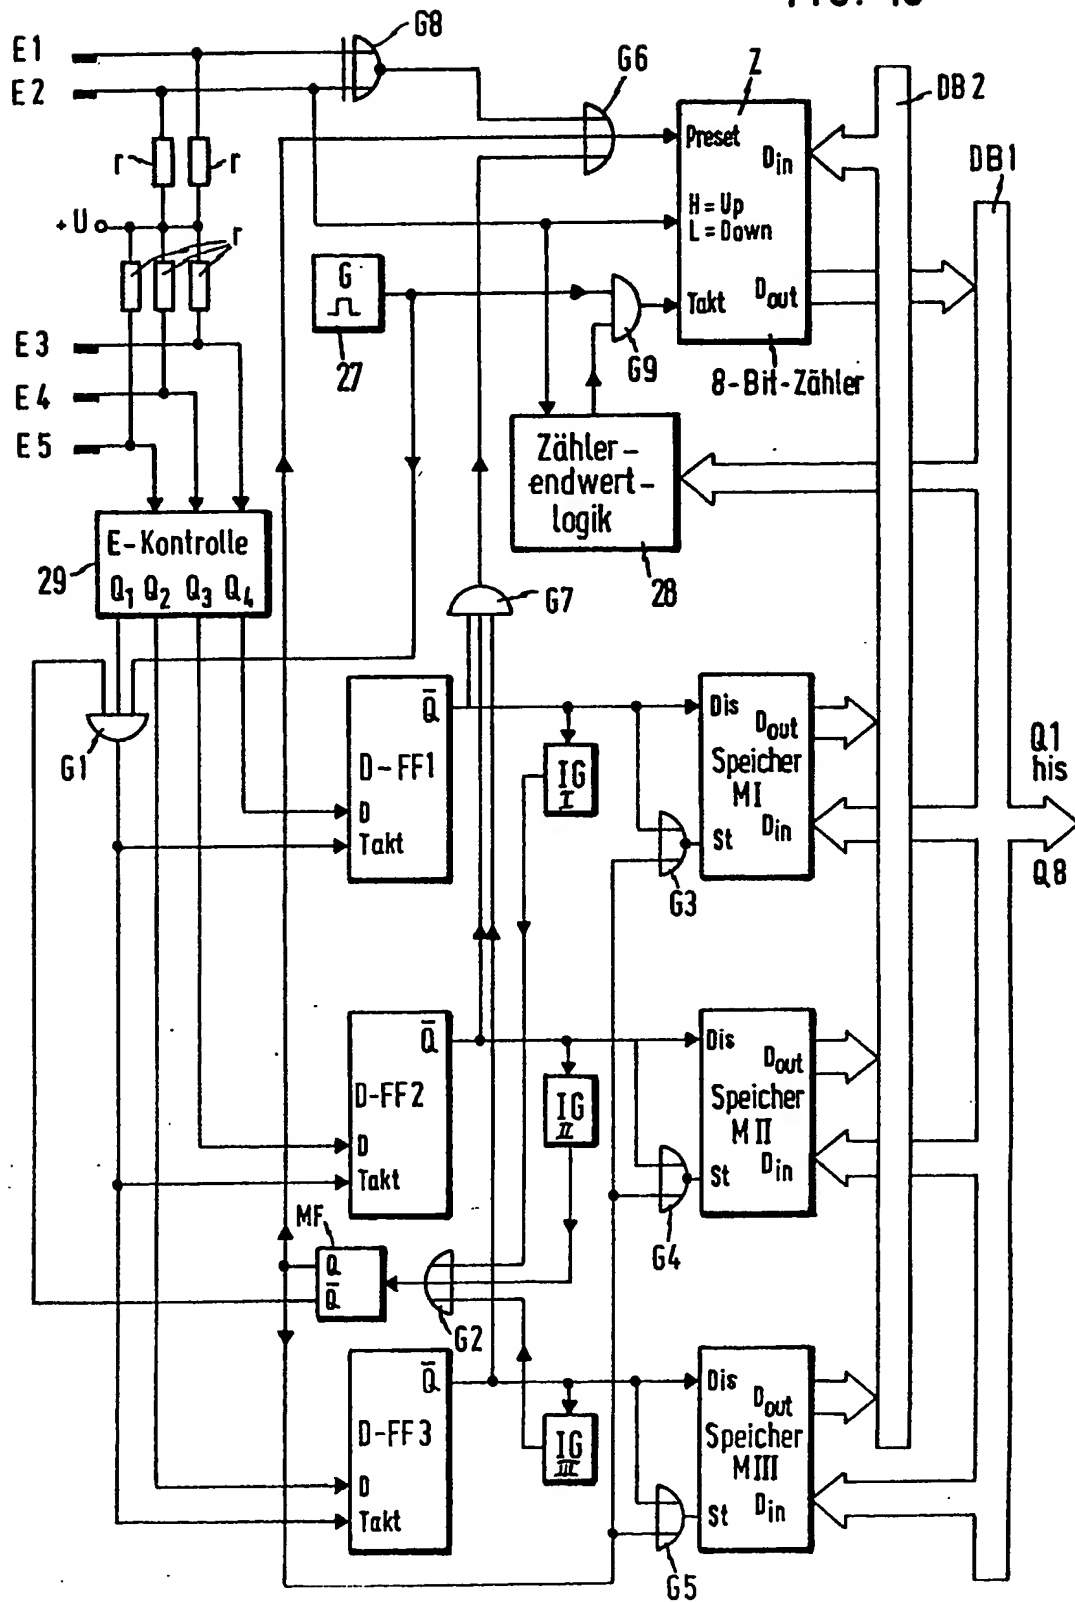 G8
E1
E2
G6
Z
DB2
DB1
Preset
Din
H = Up
L = Down
Takt
Dout
8-Bit-Zähler
r
r
+U
r
G
27
G9
E3
E4
E5
Zähler-
endwert-
logik
28
E-Kontrolle
29
Q1 Q2 Q3 Q4
G7
G1
Q̅
D-FF1
D
Takt
IG
I
Dis
Dout
Speicher
MI
Din
St
G3
Q1
his
Q8
Q̅
D-FF2
D
Takt
IG
II
Dis
Dout
Speicher
MII
Din
St
G4
MF
Q
Q̅
G2
Q̅
D-FF3
D
Takt
IG
III
Dis
Dout
Speicher
MIII
Din
St
G5